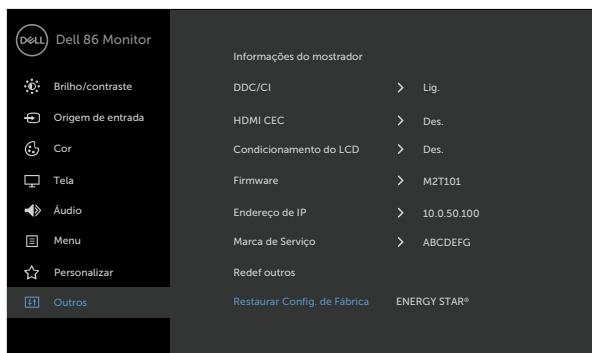 DELL Dell 86 Monitor
Informações do mostrador
Brilho/contraste DDC/CI > Lig.
Origem de entrada HDMI CEC > Des.
Cor Condicionamento do LCD > Des.
Tela Firmware > M2T101
Áudio Endereço de IP > 10.0.50.100
Menu Marca de Serviço > ABCDEFG
Personalizar Redef outros
Outros Restaurar Config. de Fábrica ENERGY STAR®